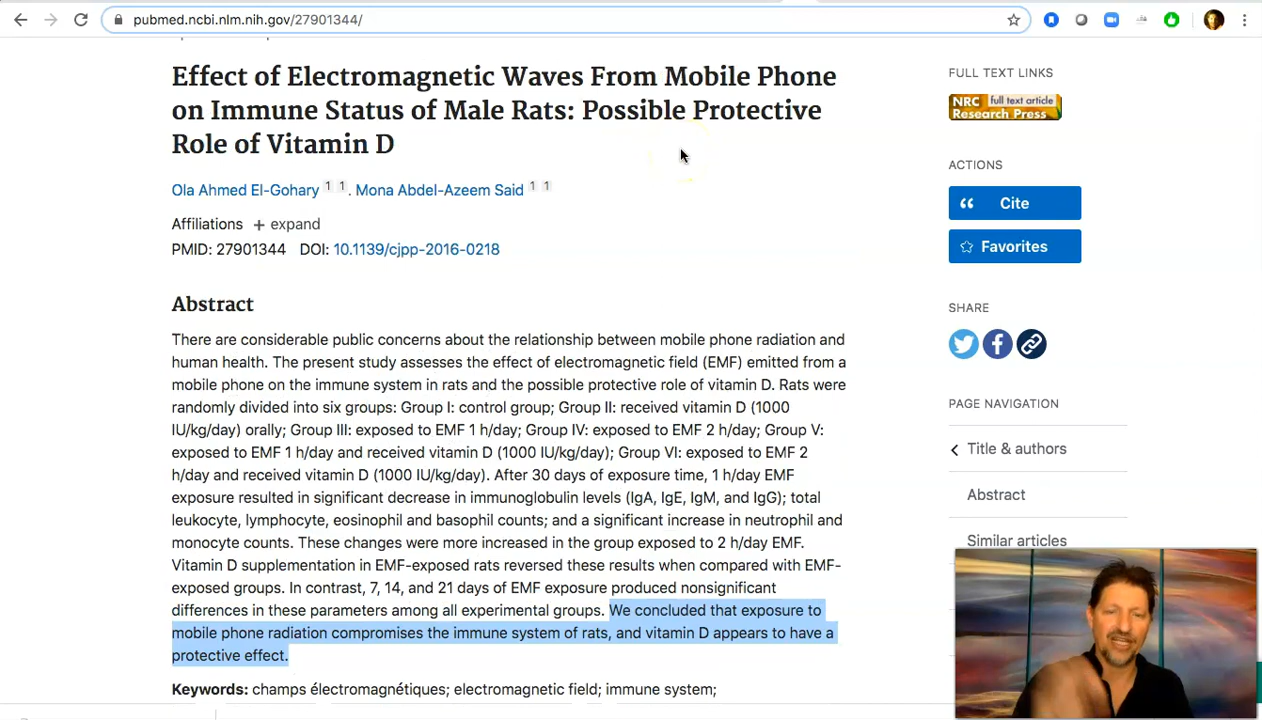 pubmed.ncbi.nlm.nih.gov/27901344/
Effect of Electromagnetic Waves From Mobile Phone
on Immune Status of Male Rats: Possible Protective
Role of Vitamin D
Ola Ahmed El-Gohary 1 1, Mona Abdel-Azeem Said 1 1
Affiliations + expand
PMID: 27901344 DOI: 10.1139/cjpp-2016-0218
Abstract
There are considerable public concerns about the relationship between mobile phone radiation and
human health. The present study assesses the effect of electromagnetic field (EMF) emitted from a
mobile phone on the immune system in rats and the possible protective role of vitamin D. Rats were
randomly divided into six groups: Group I: control group; Group II: received vitamin D (1000
IU/kg/day) orally; Group III: exposed to EMF 1 h/day; Group IV: exposed to EMF 2 h/day; Group V:
exposed to EMF 1 h/day and received vitamin D (1000 IU/kg/day); Group VI: exposed to EMF 2
h/day and received vitamin D (1000 IU/kg/day). After 30 days of exposure time, 1 h/day EMF
exposure resulted in significant decrease in immunoglobulin levels (IgA, IgE, IgM, and IgG); total
leukocyte, lymphocyte, eosinophil and basophil counts; and a significant increase in neutrophil and
monocyte counts. These changes were more increased in the group exposed to 2 h/day EMF.
Vitamin D supplementation in EMF-exposed rats reversed these results when compared with EMF-
exposed groups. In contrast, 7, 14, and 21 days of EMF exposure produced nonsignificant
differences in these parameters among all experimental groups. We concluded that exposure to
mobile phone radiation compromises the immune system of rats, and vitamin D appears to have a
protective effect.
Keywords: champs électromagnétiques; electromagnetic field; immune system;
FULL TEXT LINKS
NRC full text article
Research Press
ACTIONS
Cite
Favorites
SHARE
PAGE NAVIGATION
Title & authors
Abstract
Similar articles